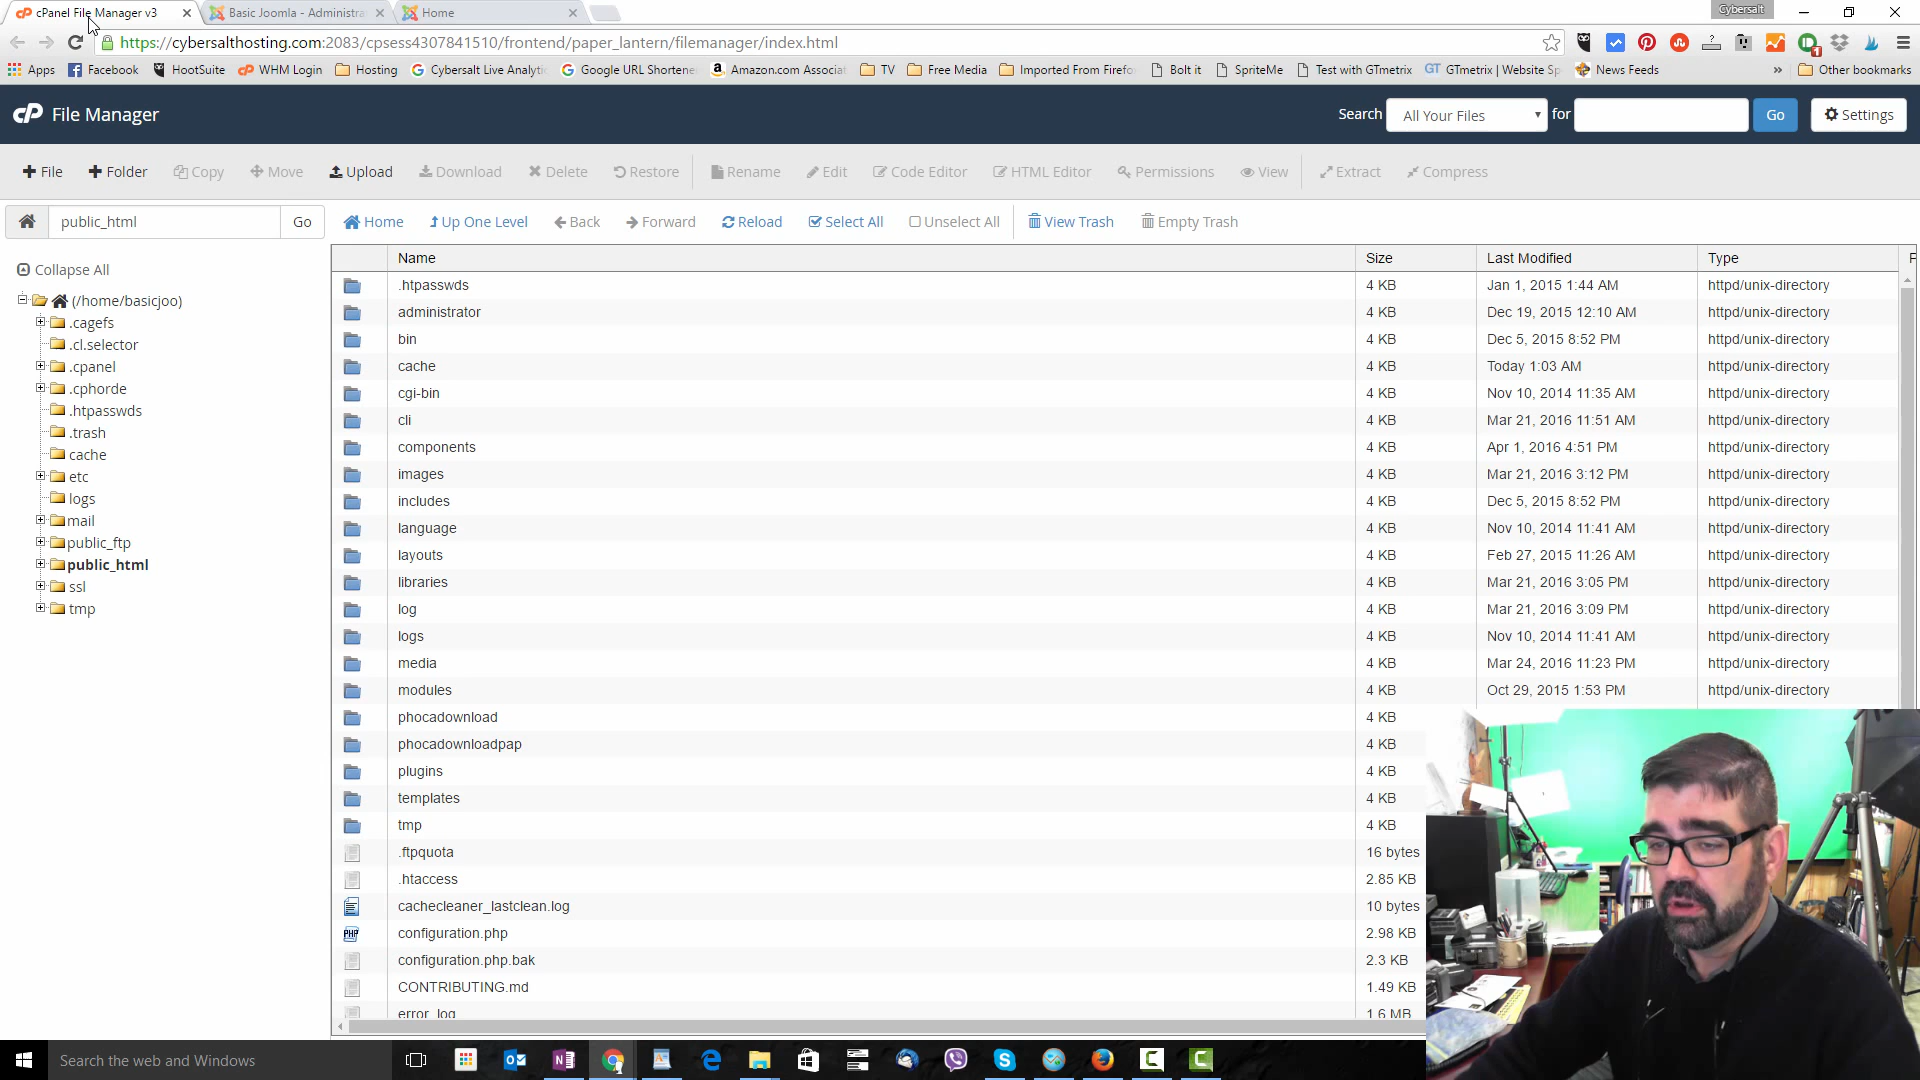 cPanel File Manager v3
Basic Joomla - Administra
Home
Cybersalt
https://cybersalthosting.com:2083/cpsess4307841510/frontend/paper_lantern/filemanager/index.html
Apps
Facebook
HootSuite
WHM Login
Hosting
Cybersalt Live Analyti
Google URL Shortene
Amazon.com Associat
TV
Free Media
Imported From Firefo
Bolt it
SpriteMe
Test with GTmetrix
GTmetrix | Website Sp
News Feeds
»
Other bookmarks
cP File Manager
Search All Your Files for Go Settings
File Folder Copy Move Upload Download Delete Restore Rename Edit Code Editor HTML Editor Permissions View Extract Compress
public_html Go Home Up One Level Back Forward Reload Select All Unselect All View Trash Empty Trash
Collapse All
(/home/basicjoo)
.cagefs
.cl.selector
.cpanel
.cphorde
.htpasswds
.trash
cache
etc
logs
mail
public_ftp
public_html
ssl
tmp
Name Size Last Modified Type
.htpasswds 4 KB Jan 1, 2015 1:44 AM httpd/unix-directory
administrator 4 KB Dec 19, 2015 12:10 AM httpd/unix-directory
bin 4 KB Dec 5, 2015 8:52 PM httpd/unix-directory
cache 4 KB Today 1:03 AM httpd/unix-directory
cgi-bin 4 KB Nov 10, 2014 11:35 AM httpd/unix-directory
cli 4 KB Mar 21, 2016 11:51 AM httpd/unix-directory
components 4 KB Apr 1, 2016 4:51 PM httpd/unix-directory
images 4 KB Mar 21, 2016 3:12 PM httpd/unix-directory
includes 4 KB Dec 5, 2015 8:52 PM httpd/unix-directory
language 4 KB Nov 10, 2014 11:41 AM httpd/unix-directory
layouts 4 KB Feb 27, 2015 11:26 AM httpd/unix-directory
libraries 4 KB Mar 21, 2016 3:05 PM httpd/unix-directory
log 4 KB Mar 21, 2016 3:09 PM httpd/unix-directory
logs 4 KB Nov 10, 2014 11:41 AM httpd/unix-directory
media 4 KB Mar 24, 2016 11:23 PM httpd/unix-directory
modules 4 KB Oct 29, 2015 1:53 PM httpd/unix-directory
phocadownload 4 KB
phocadownloadpap 4 KB
plugins 4 KB
templates 4 KB
tmp 4 KB
.ftpquota 16 bytes
.htaccess 2.85 KB
cachecleaner_lastclean.log 10 bytes
PHP configuration.php 2.98 KB
configuration.php.bak 2.3 KB
CONTRIBUTING.md 1.49 KB
error_log 1.6 MB
Search the web and Windows